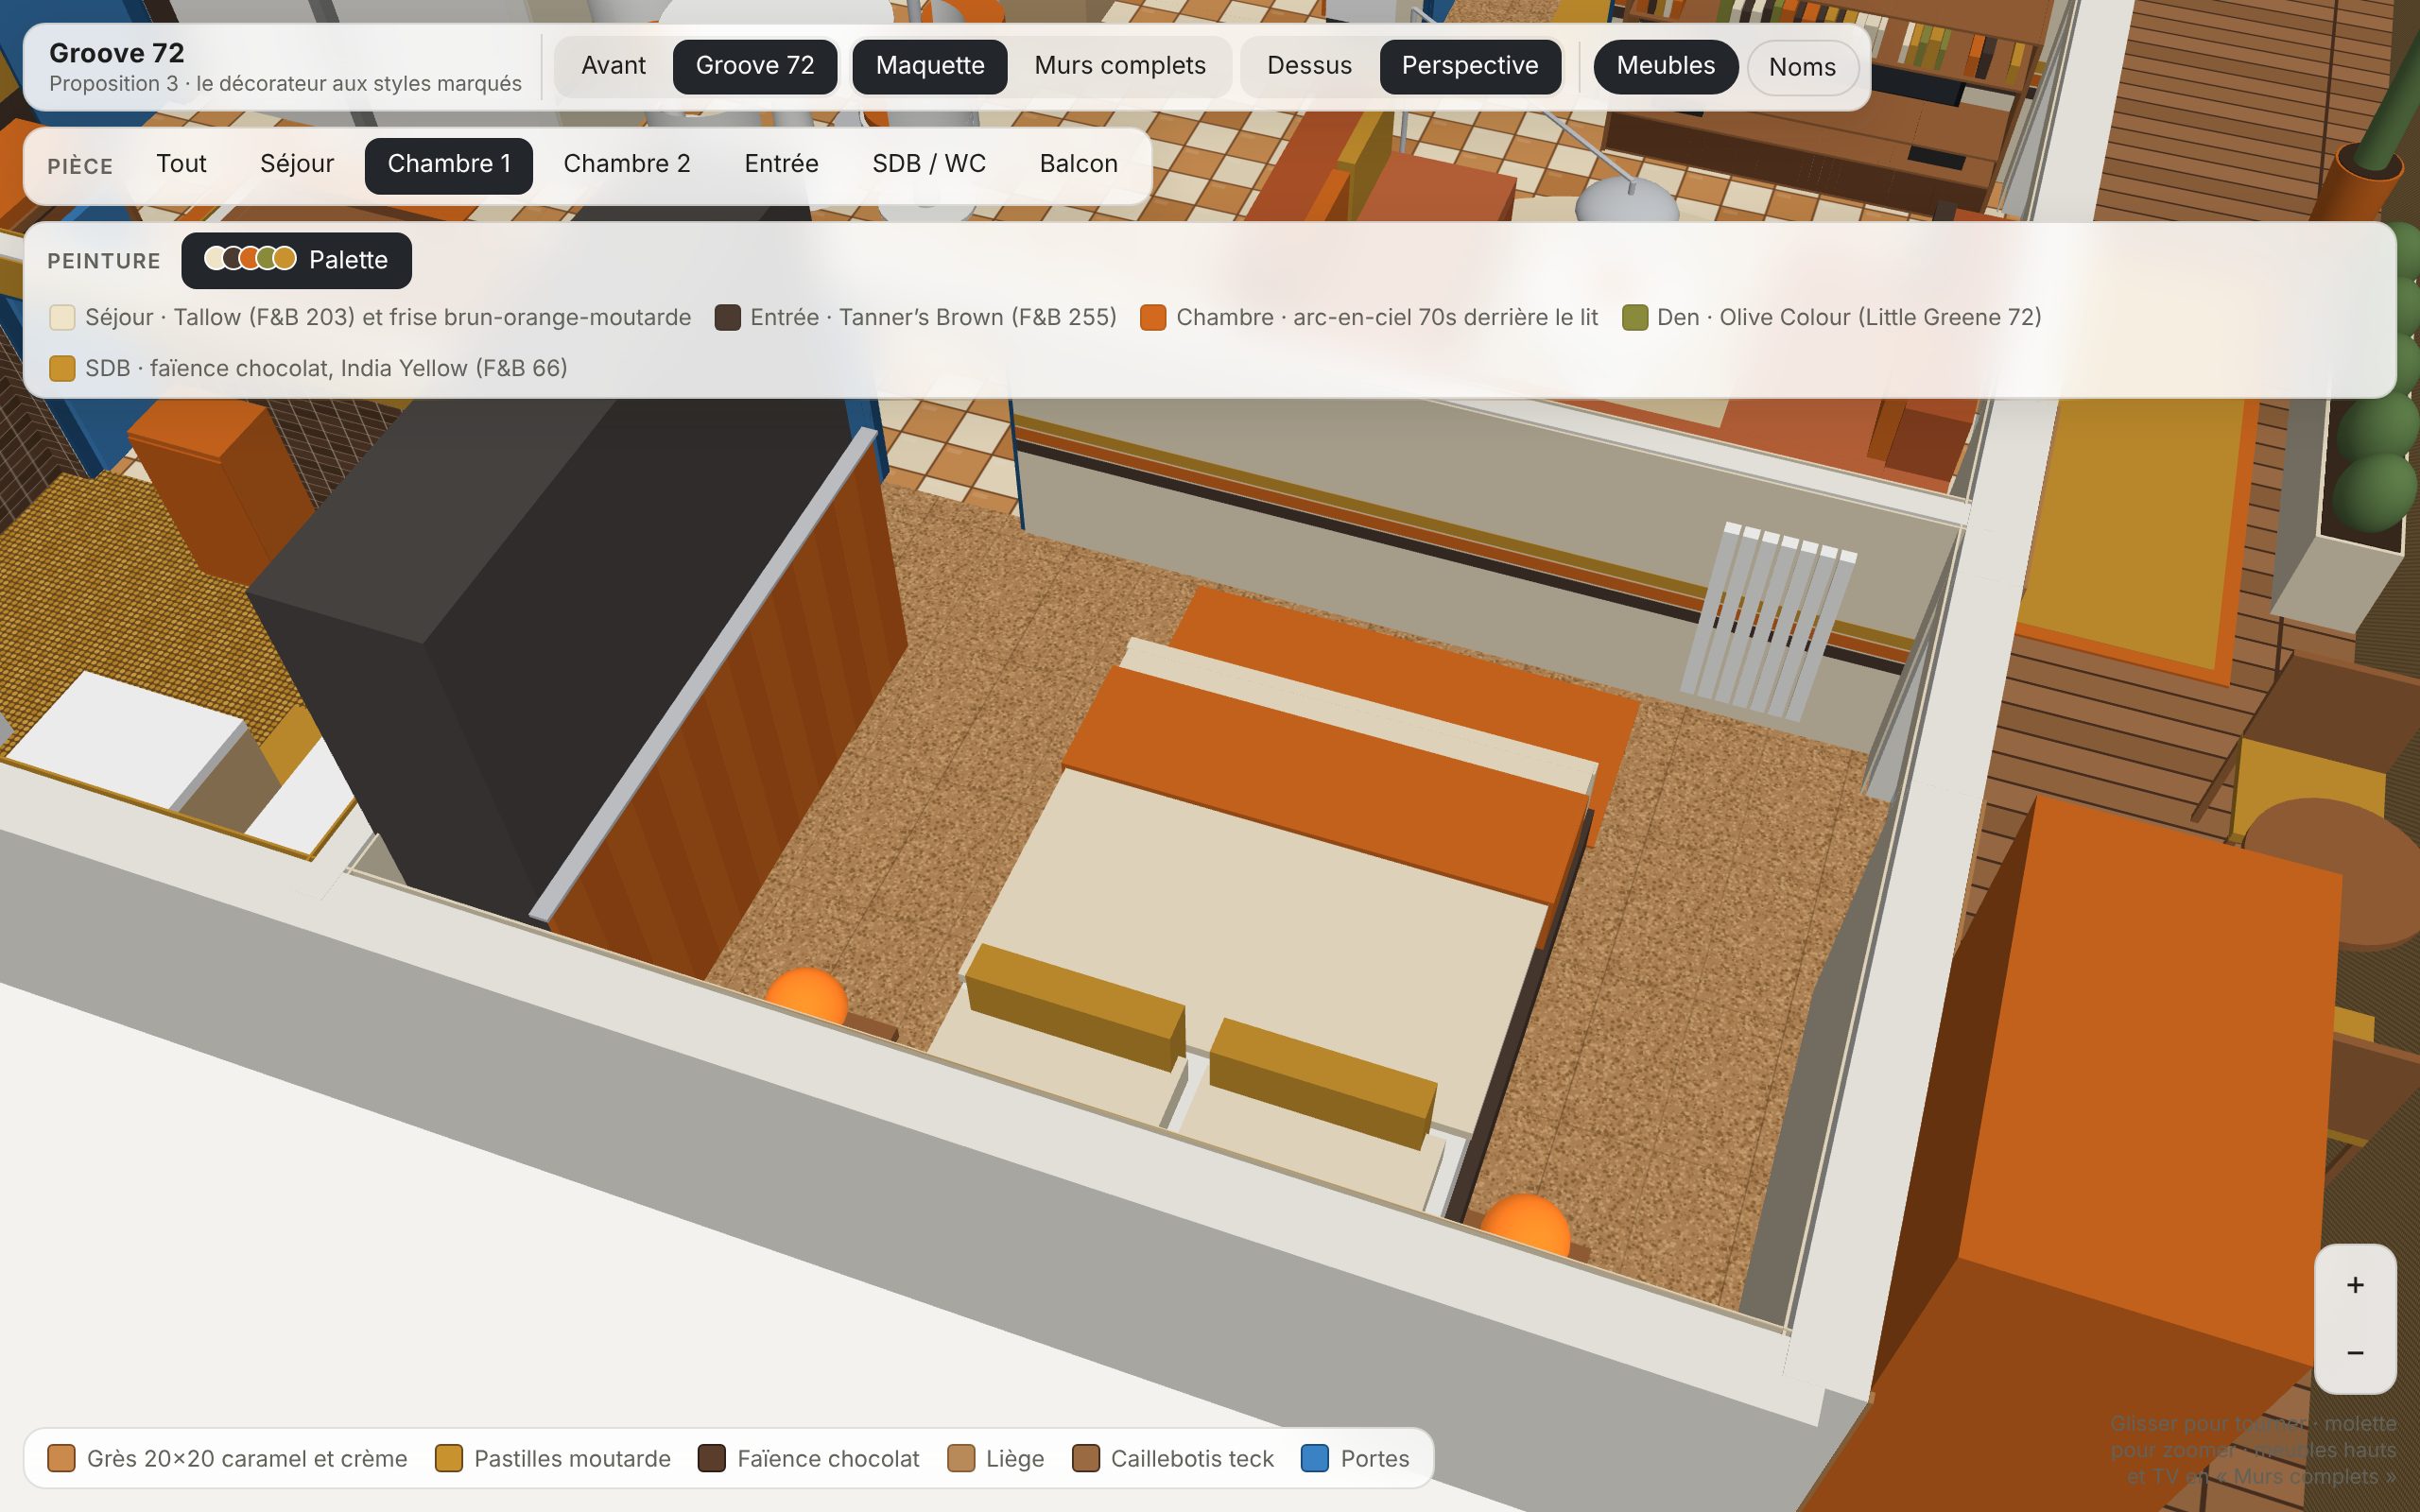 Groove 72
Proposition 3 · le décorateur aux styles marqués
Avant Groove 72 Maquette Murs complets Dessus Perspective Meubles Noms
PIÈCE Tout Séjour Chambre 1 Chambre 2 Entrée SDB / WC Balcon
PEINTURE Palette
Séjour · Tallow (F&B 203) et frise brun-orange-moutarde Entrée · Tanner’s Brown (F&B 255) Chambre · arc-en-ciel 70s derrière le lit Den · Olive Colour (Little Greene 72)
SDB · faïence chocolat, India Yellow (F&B 66)
+
−
Glisser pour tourner · molette
pour zoomer · meubles hauts
et TV en « Murs complets »
Grès 20×20 caramel et crème Pastilles moutarde Faïence chocolat Liège Caillebotis teck Portes